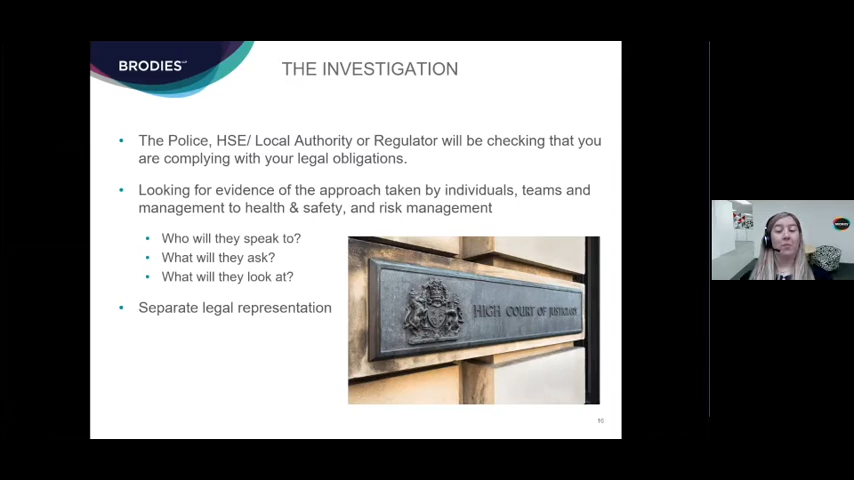 BRODIES LLP
THE INVESTIGATION
• The Police, HSE/ Local Authority or Regulator will be checking that you
are complying with your legal obligations.
• Looking for evidence of the approach taken by individuals, teams and
management to health & safety, and risk management
• Who will they speak to?
• What will they ask?
• What will they look at?
• Separate legal representation
HIGH COURT OF JUSTICIARY
10